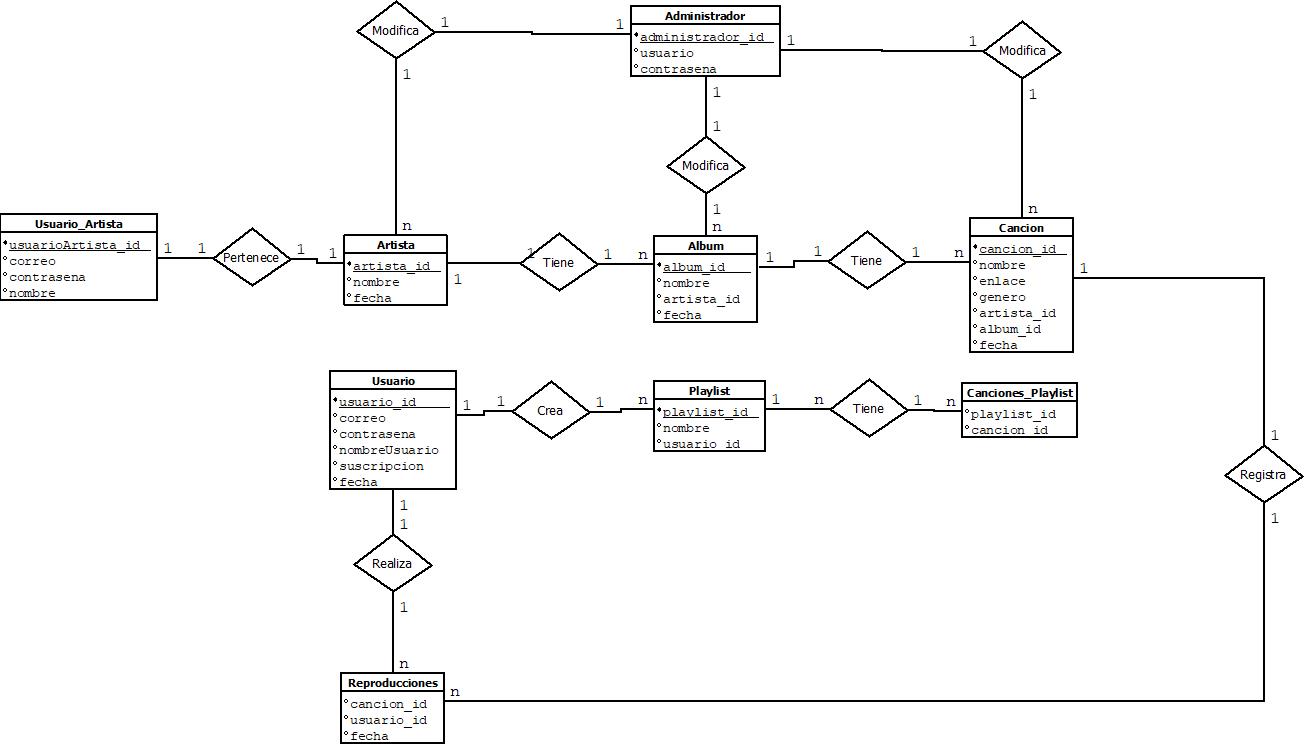 Administrador
administrador_id
usuario
contrasena
Modifica
1
1
1
1
1
Modifica
1
1
1
Modifica
1
n
n
1
n
Usuario_Artista
usuarioArtista_id
correo
contrasena
nombre
1
1
Pertenece
1
1
Artista
artista_id
nombre
fecha
1
1
Tiene
1
n
Album
album_id
nombre
artista_id
fecha
1
1
Tiene
1
n
Cancion
cancion_id
nombre
enlace
genero
artista_id
album_id
fecha
1
Usuario
usuario_id
correo
contrasena
nombreUsuario
suscripcion
fecha
1
1
Crea
1
n
Playlist
playlist_id
nombre
usuario_id
1
n
Tiene
1
n
Canciones_Playlist
playlist_id
cancion_id
1
Registra
1
1
1
Realiza
1
n
Reproducciones
cancion_id
usuario_id
fecha
n